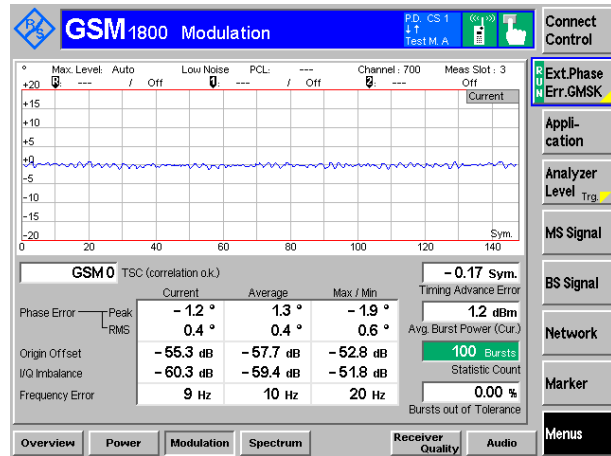 R&S
GSM 1800 Modulation
P.D. CS 1
Test M. A
Connect Control
° Max. Level: Auto Low Noise PCL: --- Channel : 700 Meas Slot : 3
--- / Off --- / Off --- Off
Current
+20
+15
+10
+5
+0
-5
-10
-15
-20
Sym.
0 20 40 60 80 100 120 140
GSM 0 TSC (correlation o.k.)
- 0.17 Sym.
Timing Advance Error
Current Average Max / Min
Phase Error Peak - 1.2 ° 1.3 ° - 1.9 °
1.2 dBm
RMS 0.4 ° 0.4 ° 0.6 °
Avg. Burst Power (Cur.)
Origin Offset - 55.3 dB - 57.7 dB - 52.8 dB
100 Bursts
I/Q Imbalance - 60.3 dB - 59.4 dB - 51.8 dB
Statistic Count
Frequency Error 9 Hz 10 Hz 20 Hz
0.00 %
Bursts out of Tolerance
RUN
Ext.Phase Err.GMSK
Appli-
cation
Analyzer
Level Trg.
MS Signal
BS Signal
Network
Marker
Menus
Overview Power Modulation Spectrum Receiver Quality Audio